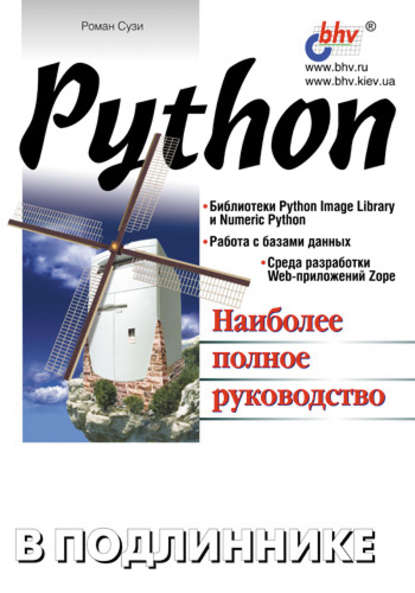 Роман Сузи
bhv®
www.bhv.ru
www.bhv.kiev.ua
Python
• Библиотеки Python Image Library
и Numeric Python
• Работа с базами данных
• Среда разработки
Web-приложений Zope
Наиболее
полное
руководство
В ПОДЛИННИКЕ